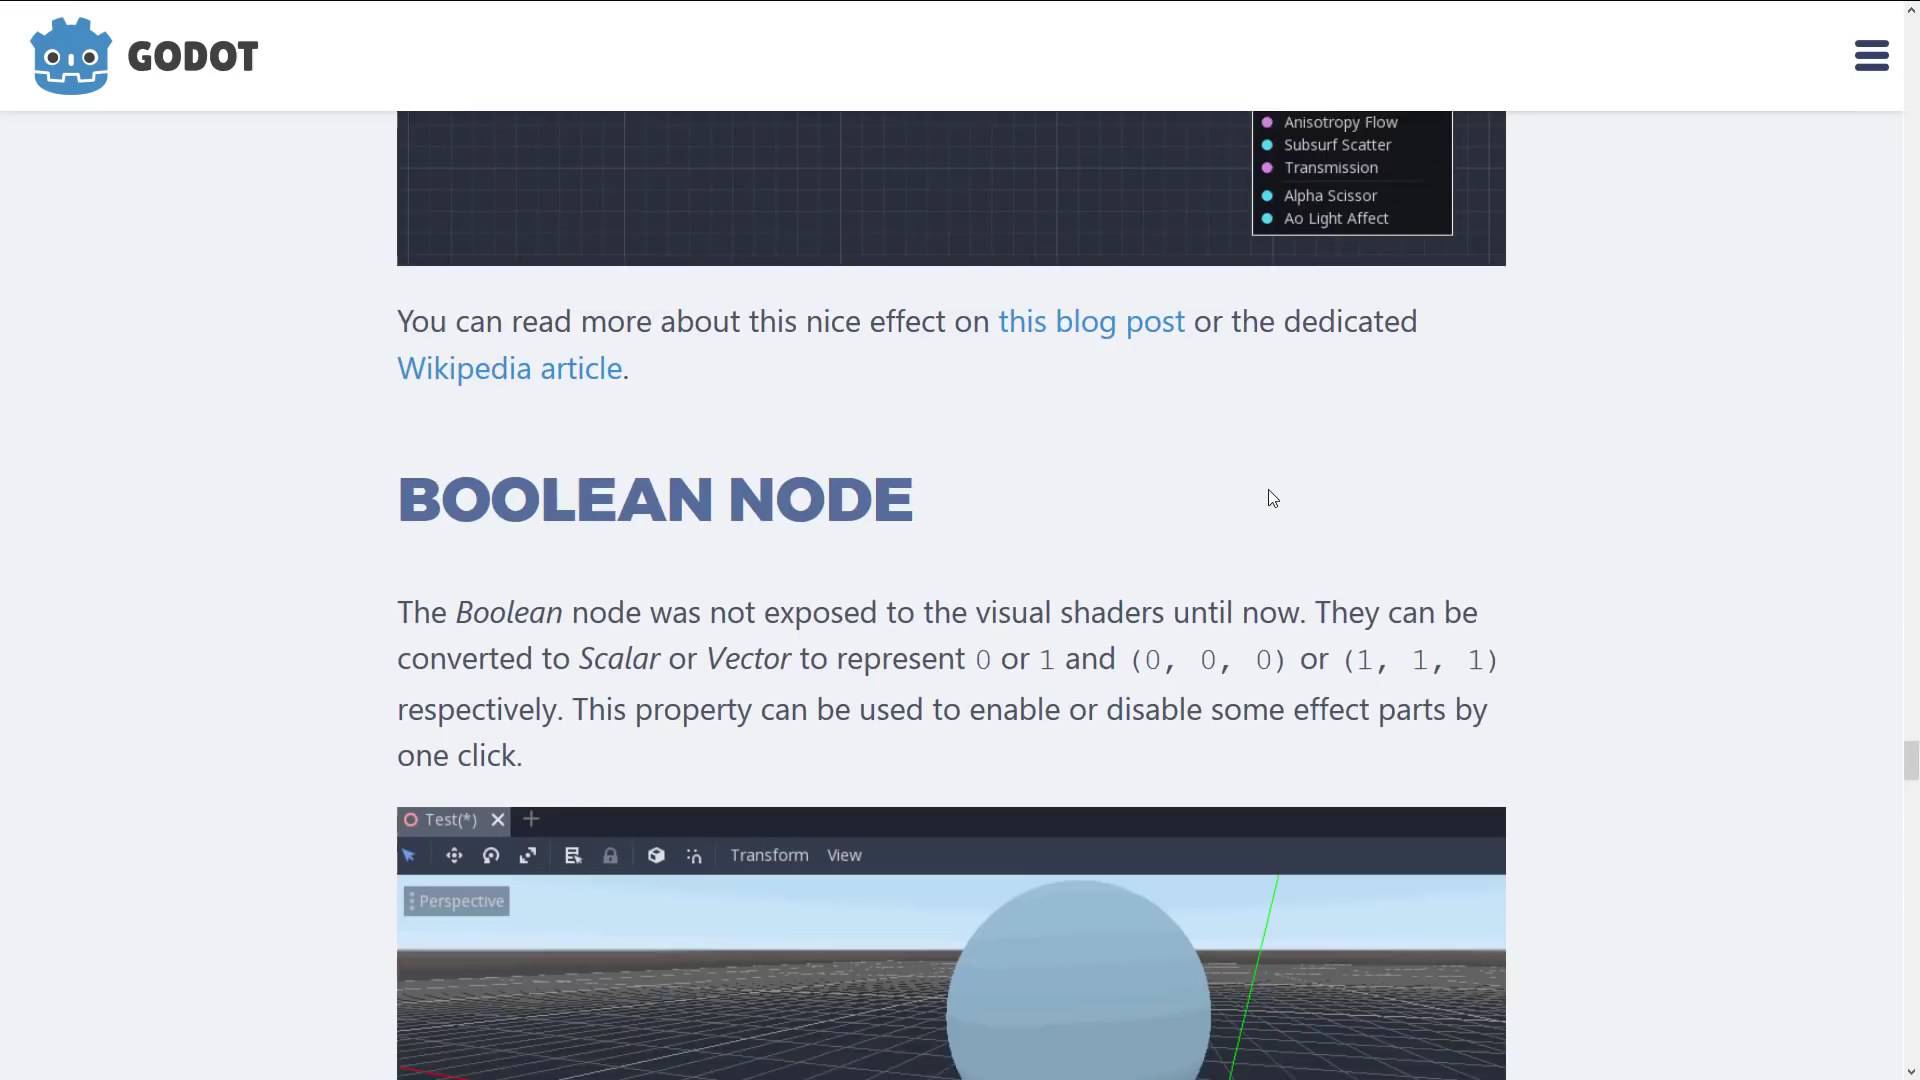 GODOT
Anisotropy Flow
Subsurf Scatter
Transmission
Alpha Scissor
Ao Light Affect
You can read more about this nice effect on this blog post or the dedicated
Wikipedia article.
BOOLEAN NODE
The Boolean node was not exposed to the visual shaders until now. They can be
converted to Scalar or Vector to represent 0 or 1 and (0, 0, 0) or (1, 1, 1)
respectively. This property can be used to enable or disable some effect parts by
one click.
Test(*)
Transform View
Perspective